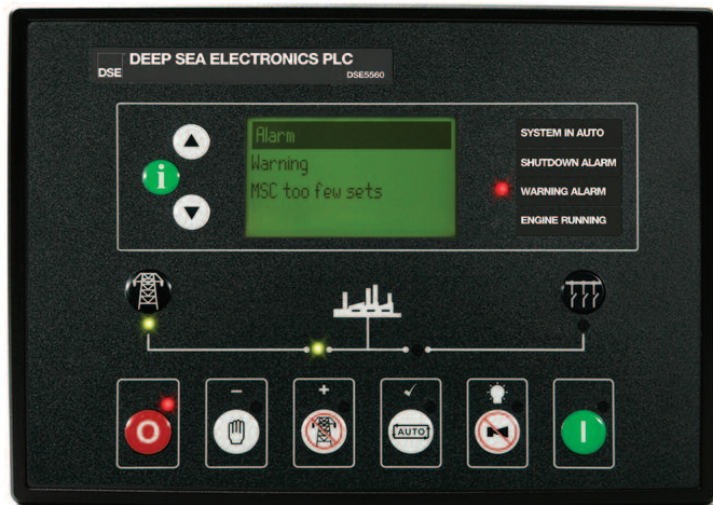 DSE
DEEP SEA ELECTRONICS PLC
DSE5560
i
Alarm
Warning
MSC too few sets
SYSTEM IN AUTO
SHUTDOWN ALARM
WARNING ALARM
ENGINE RUNNING
O
AUTO
I